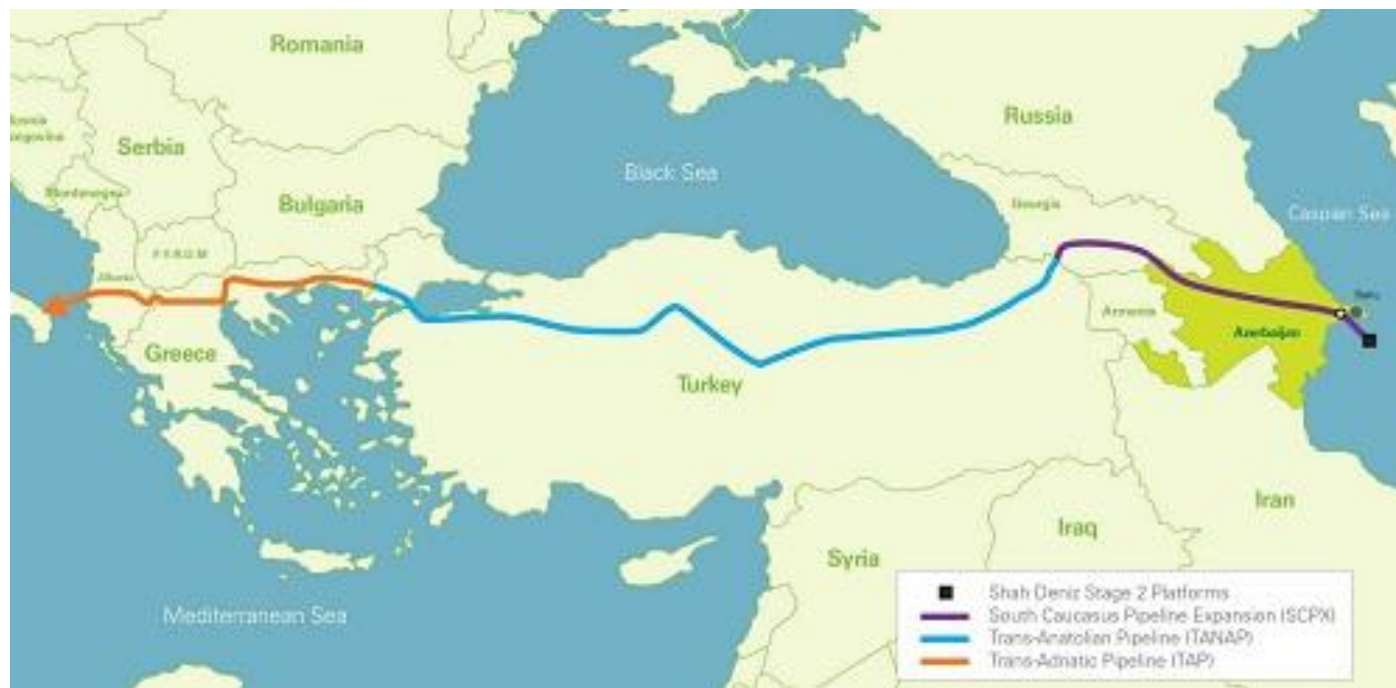 Romania
Russia
Serbia
Black Sea
Montenegro
Bulgaria
Georgia
Caspian Sea
F Y R O M
Albania
Baku
Armenia
Azerbaijan
Greece
Turkey
Iran
Iraq
Syria
Mediterranean Sea
Shah Deniz Stage 2 Platforms
South Caucasus Pipeline Expansion (SCPX)
Trans-Anatolian Pipeline (TANAP)
Trans-Adriatic Pipeline (TAP)